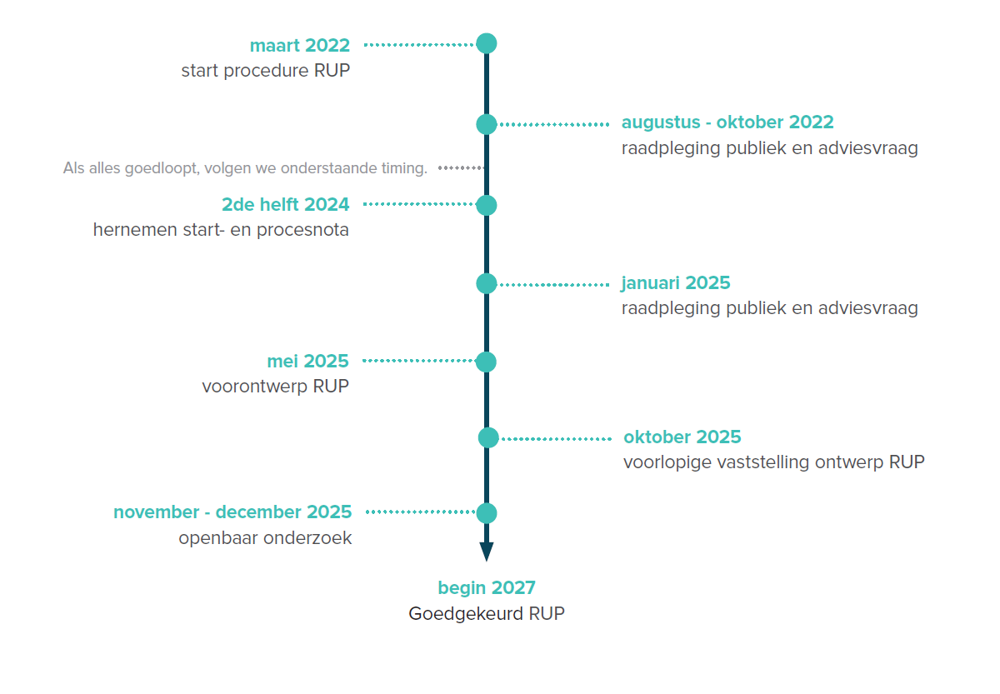 maart 2022
start procedure RUP
augustus - oktober 2022
raadpleging publiek en adviesvraag
Als alles goedloopt, volgen we onderstaande timing.
2de helft 2024
hernemen start- en procesnota
januari 2025
raadpleging publiek en adviesvraag
mei 2025
voorontwerp RUP
oktober 2025
voorlopige vaststelling ontwerp RUP
november - december 2025
openbaar onderzoek
begin 2027
Goedgekeurd RUP